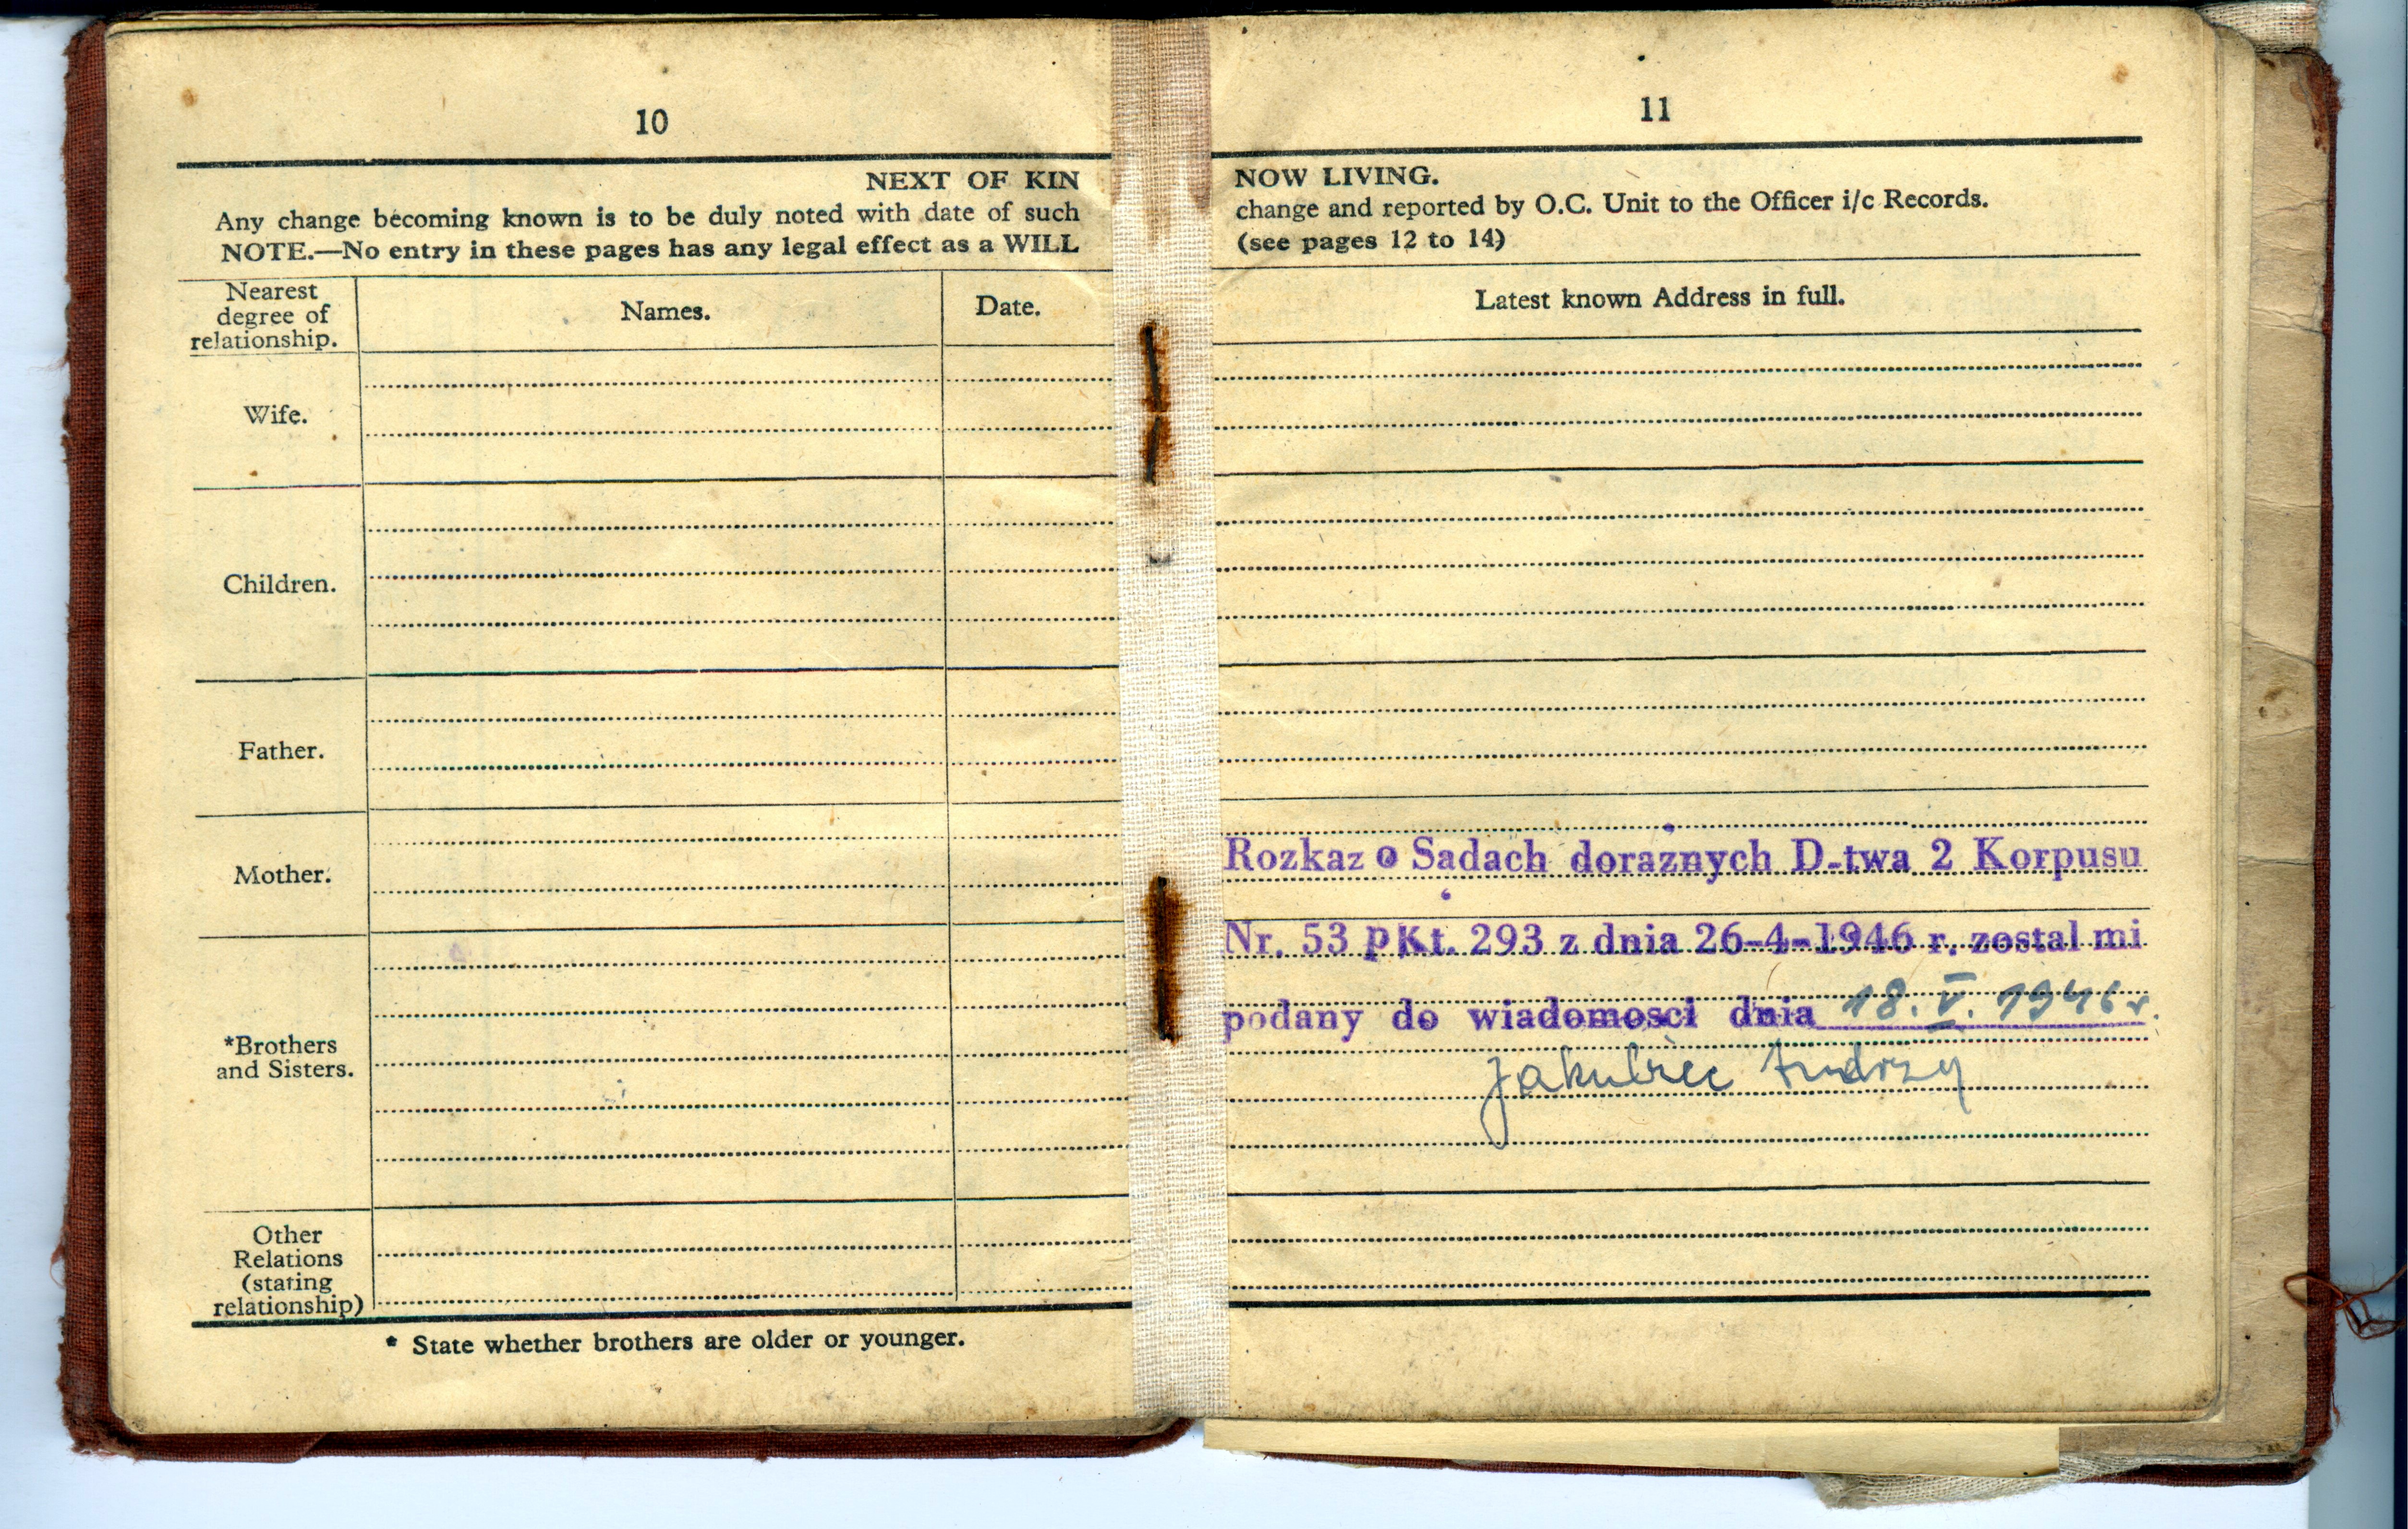 10
NEXT OF KIN
Any change becoming known is to be duly noted with date of such
NOTE.—No entry in these pages has any legal effect as a WILL
Nearest
degree of
relationship.
Names.
Date.
Wife.
Children.
Father.
Mother.
*Brothers
and Sisters.
Other
Relations
(stating
relationship)
* State whether brothers are older or younger.
11
NOW LIVING.
change and reported by O.C. Unit to the Officer i/c Records.
(see pages 12 to 14)
Latest known Address in full.
Rozkaz o Sadach doraznych D-twa 2 Korpusu
Nr. 53 pkt. 293 z dnia 26-4-1946 r. zostal mi
podany do wiadomosci dnia 18. V. 1946 r.
Jakubiec Andrzy